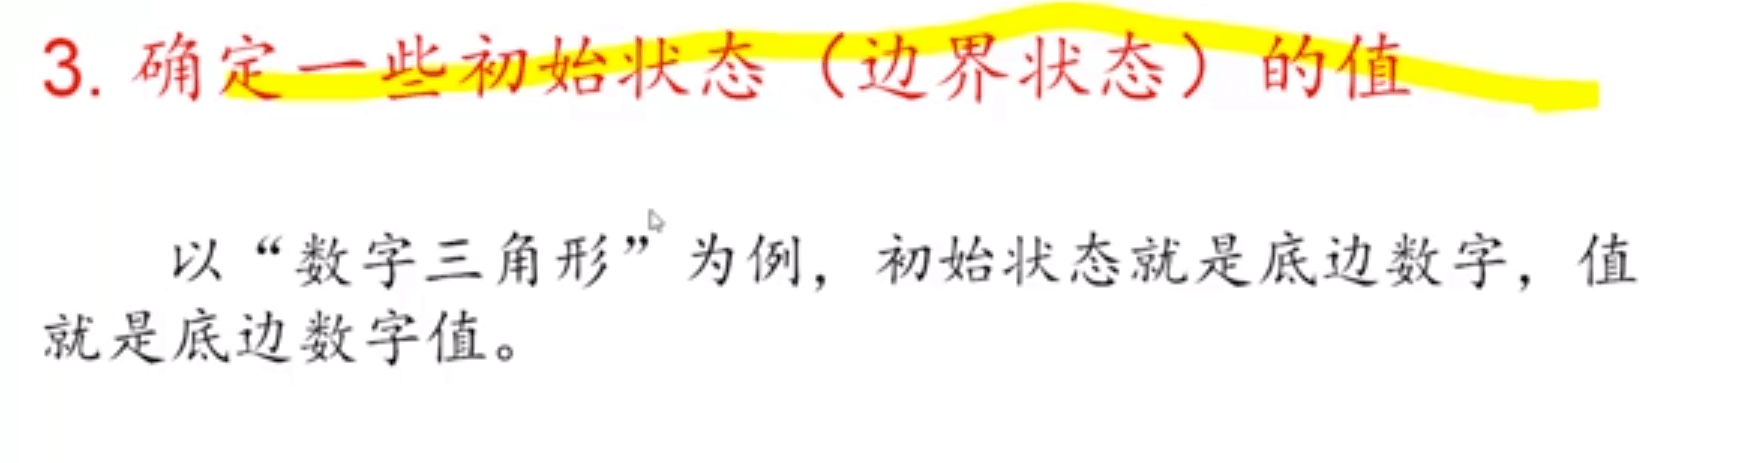 3. 确定一些初始状态（边界状态）的值
以“数字三角形”为例，初始状态就是底边数字，值
就是底边数字值。